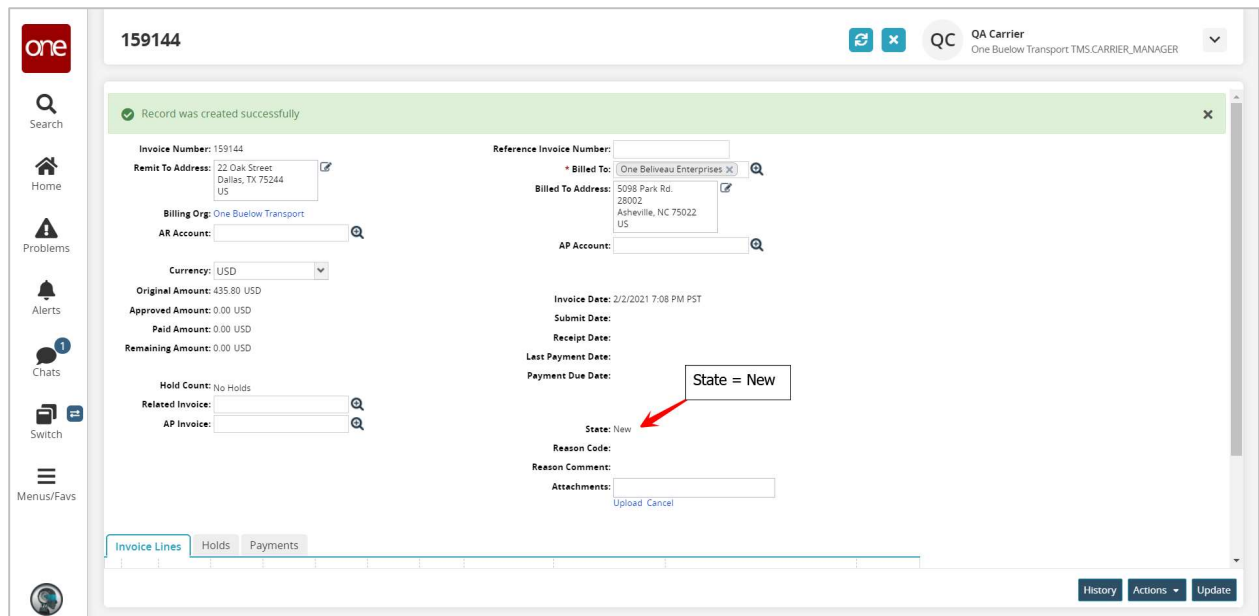 one
159144
QC
QA Carrier
One Buelow Transport TMS.CARRIER_MANAGER
Search
Home
Problems
Alerts
1
Chats
Switch
Menus/Favs
Record was created successfully
Invoice Number: 159144
Remit To Address: 22 Oak Street
Dallas, TX 75244
US
Billing Org: One Buelow Transport
AR Account:
Currency: USD
Original Amount: 435.80 USD
Approved Amount: 0.00 USD
Paid Amount: 0.00 USD
Remaining Amount: 0.00 USD
Hold Count: No Holds
Related Invoice:
AP Invoice:
Reference Invoice Number:
* Billed To: One Beliveau Enterprises
Billed To Address: 5098 Park Rd.
28002
Asheville, NC 75022
US
AP Account:
Invoice Date: 2/2/2021 7:08 PM PST
Submit Date:
Receipt Date:
Last Payment Date:
Payment Due Date:
State = New
State: New
Reason Code:
Reason Comment:
Attachments:
Upload Cancel
Invoice Lines Holds Payments
History Actions Update